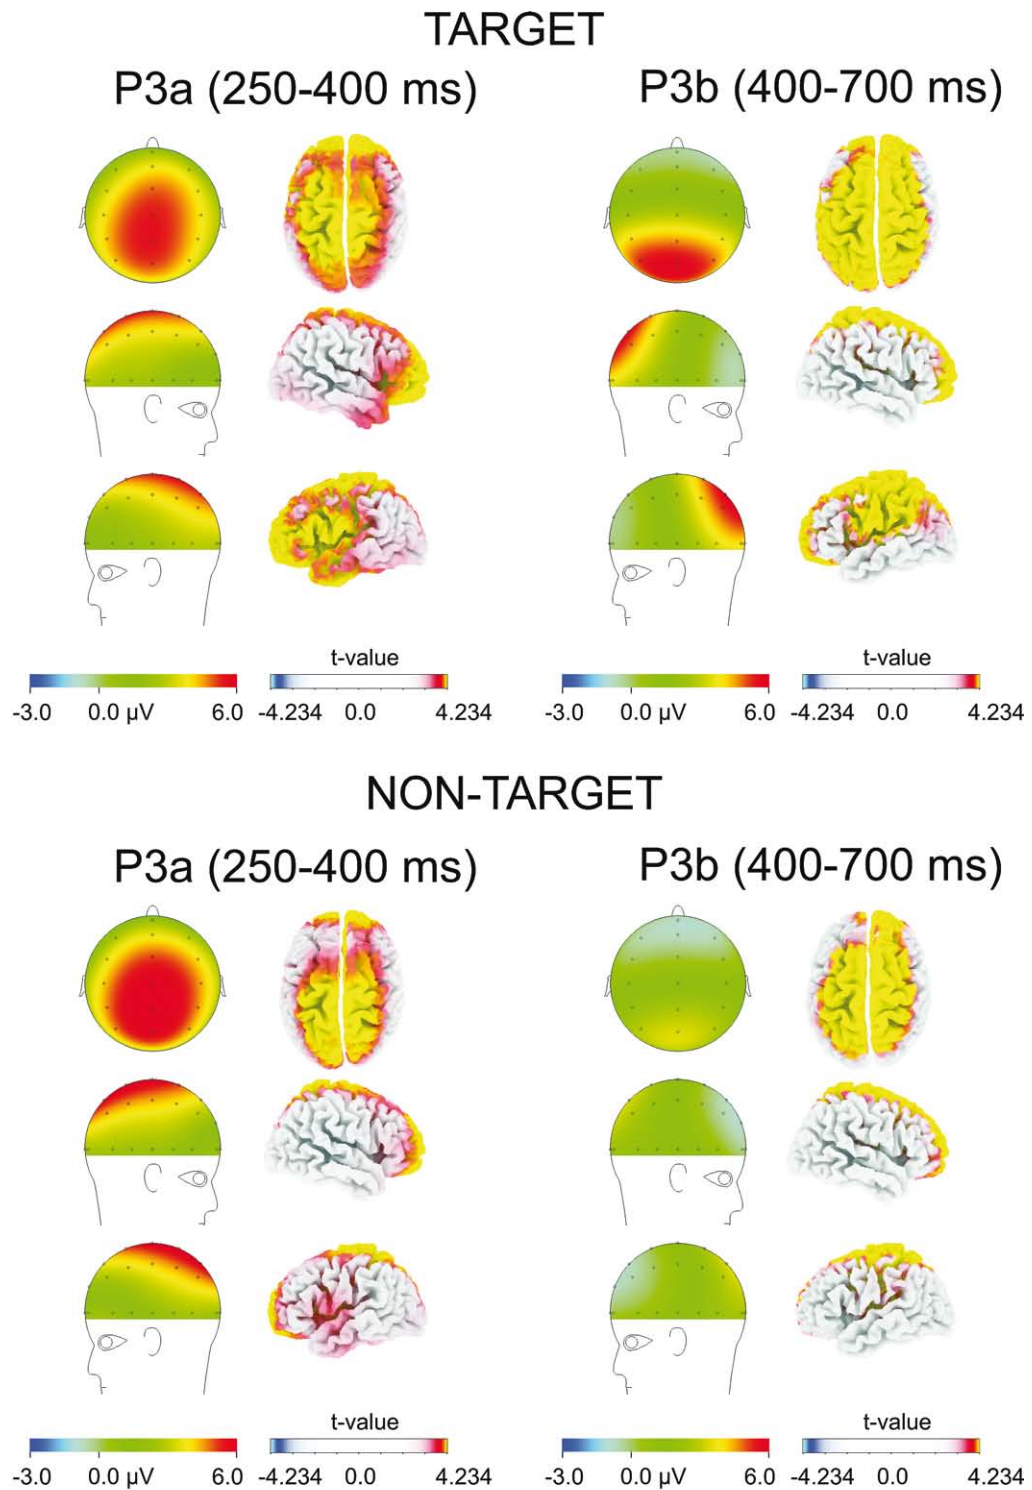 TARGET
P3a (250-400 ms)
P3b (400-700 ms)
t-value
t-value
-3.0 0.0 µV 6.0 -4.234 0.0 4.234
-3.0 0.0 µV 6.0 -4.234 0.0 4.234
NON-TARGET
P3a (250-400 ms)
P3b (400-700 ms)
t-value
t-value
-3.0 0.0 µV 6.0 -4.234 0.0 4.234
-3.0 0.0 µV 6.0 -4.234 0.0 4.234